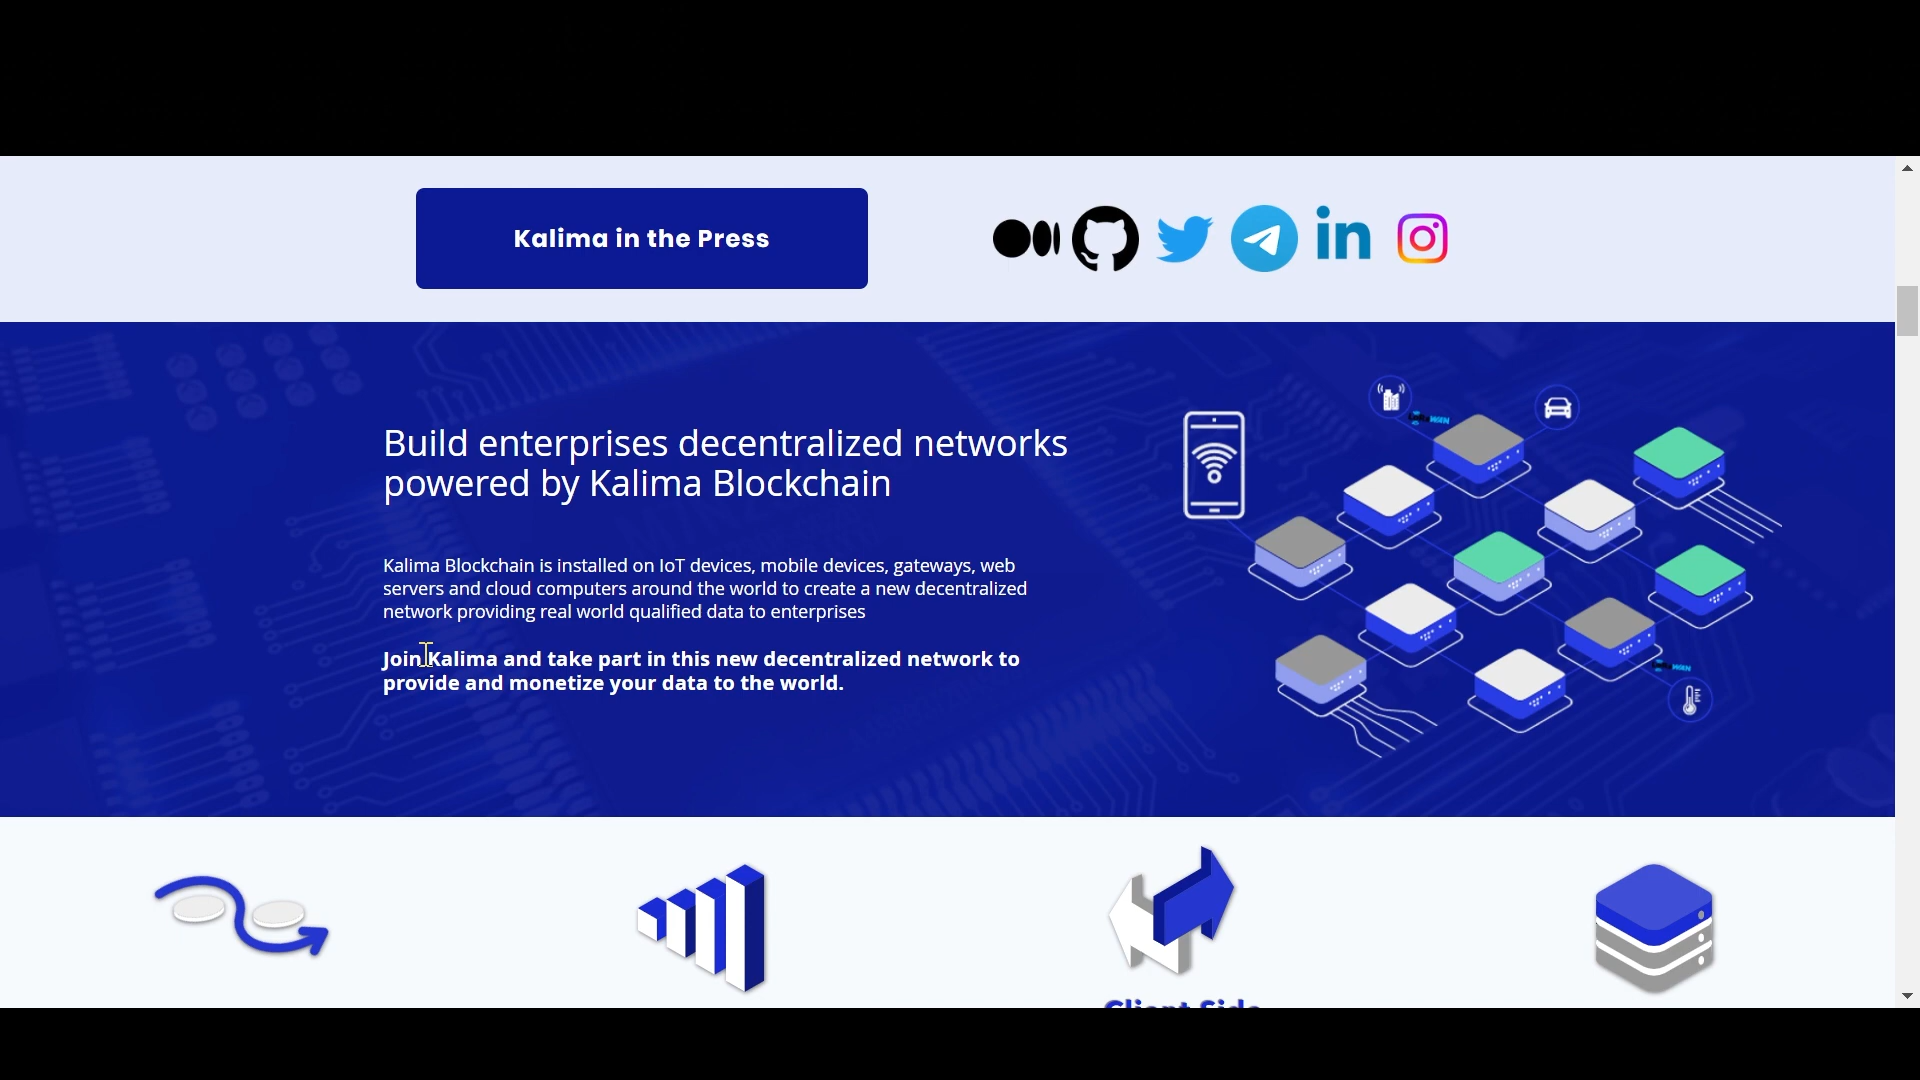 Kalima in the Press
Build enterprises decentralized networks
powered by Kalima Blockchain
Kalima Blockchain is installed on IoT devices, mobile devices, gateways, web
servers and cloud computers around the world to create a new decentralized
network providing real world qualified data to enterprises
Join Kalima and take part in this new decentralized network to
provide and monetize your data to the world.
Client Side